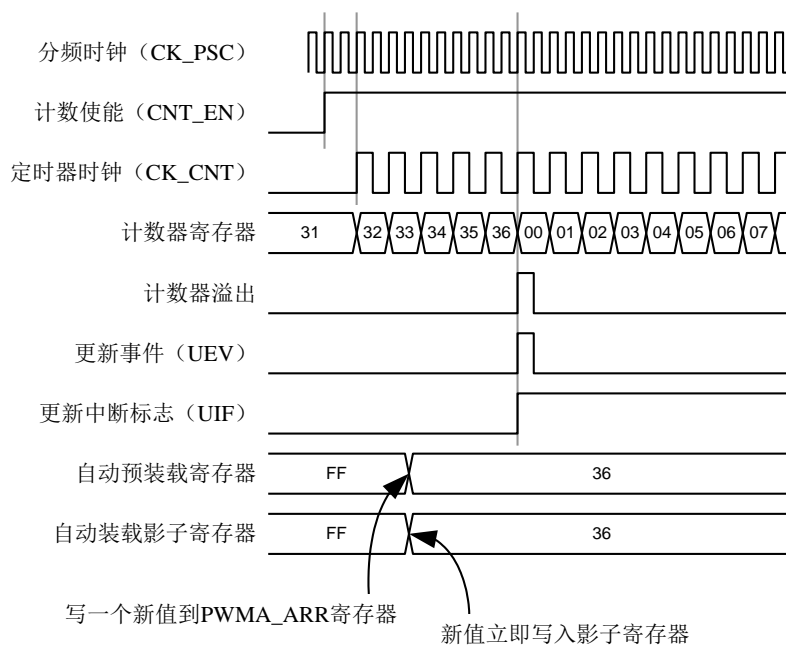 分频时钟（CK_PSC）
计数使能（CNT_EN）
定时器时钟（CK_CNT）
计数器寄存器 31 32 33 34 35 36 00 01 02 03 04 05 06 07
计数器溢出
更新事件（UEV）
更新中断标志（UIF）
自动预装载寄存器 FF 36
自动装载影子寄存器 FF 36
写一个新值到PWMA_ARR寄存器
新值立即写入影子寄存器